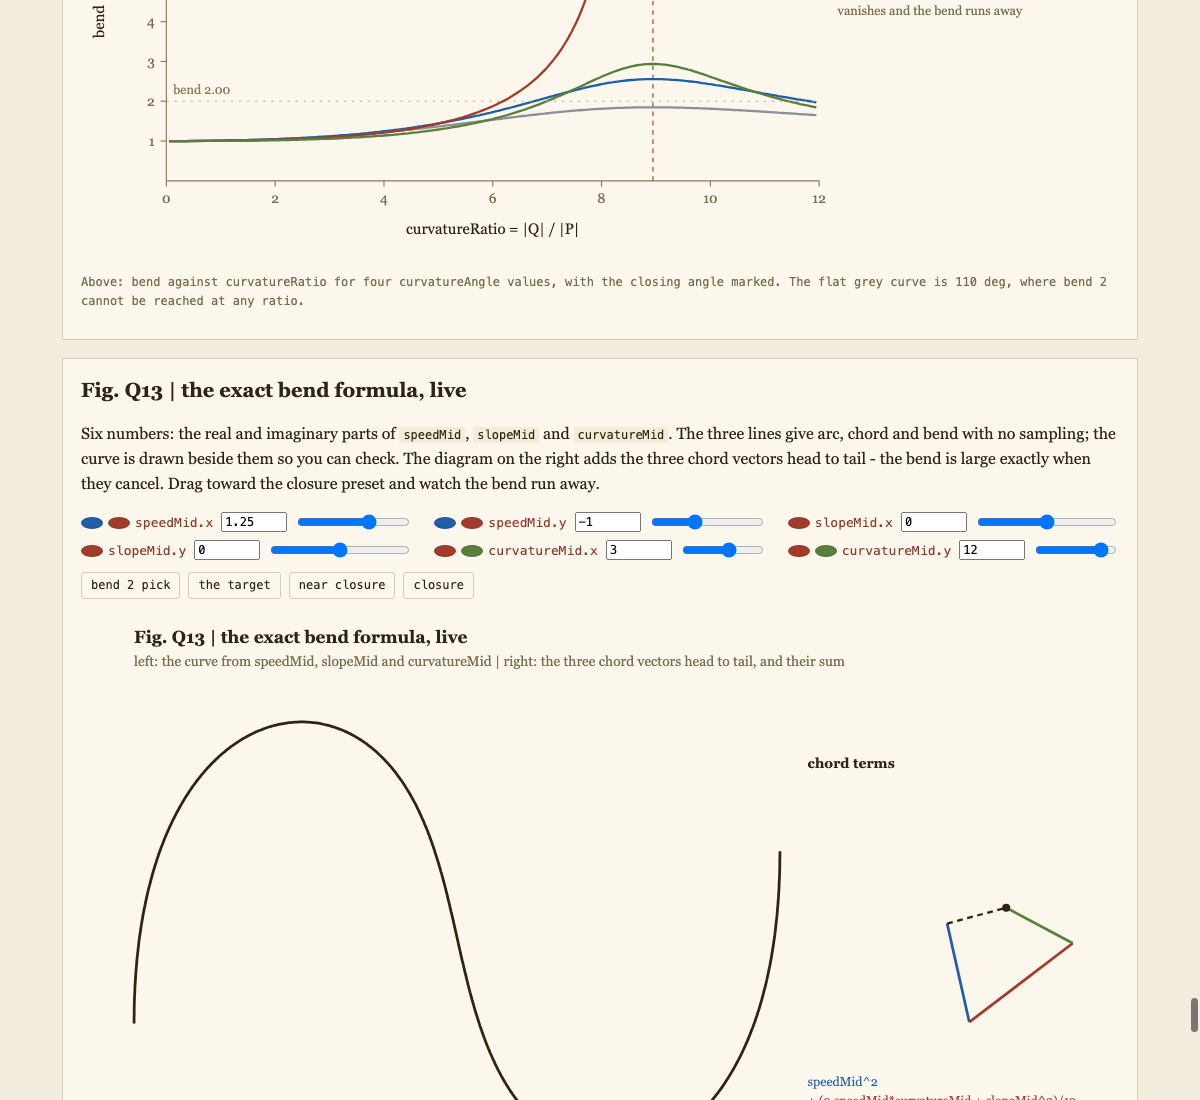 vanishes and the bend runs away
bend
4
3
2
1
bend 2.00
0 2 4 6 8 10 12
curvatureRatio = |Q| / |P|
Above: bend against curvatureRatio for four curvatureAngle values, with the closing angle marked. The flat grey curve is 110 deg, where bend 2
cannot be reached at any ratio.
Fig. Q13 | the exact bend formula, live
Six numbers: the real and imaginary parts of speedMid, slopeMid and curvatureMid. The three lines give arc, chord and bend with no sampling; the
curve is drawn beside them so you can check. The diagram on the right adds the three chord vectors head to tail - the bend is large exactly when
they cancel. Drag toward the closure preset and watch the bend run away.
speedMid.x 1.25 speedMid.y −1 slopeMid.x 0
slopeMid.y 0 curvatureMid.x 3 curvatureMid.y 12
bend 2 pick the target near closure closure
Fig. Q13 | the exact bend formula, live
left: the curve from speedMid, slopeMid and curvatureMid | right: the three chord vectors head to tail, and their sum
chord terms
speedMid^2